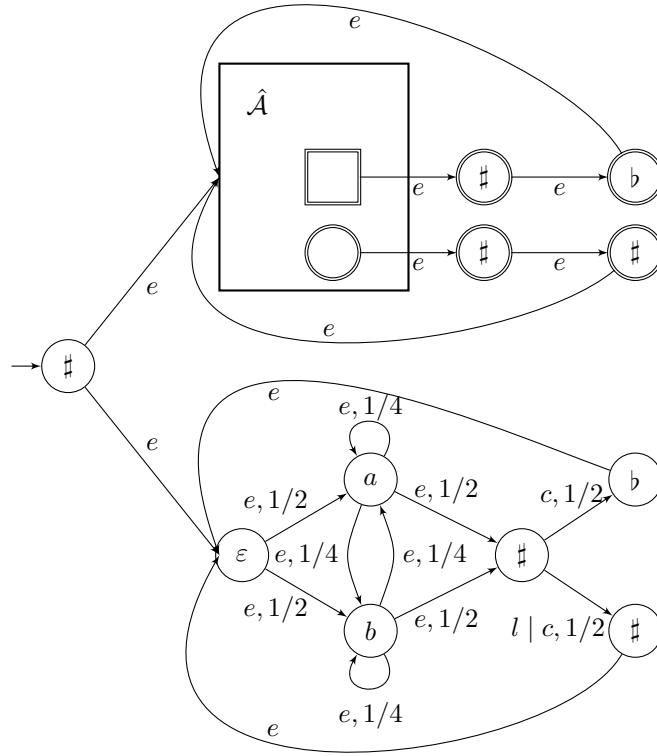 e
𝒜̂
♯
♭
e
e
♯
♯
e
e
e
e
♯
e
e
e, 1/4
a
e, 1/2
e, 1/2
♭
c, 1/2
ε
e, 1/4
e, 1/4
♯
e, 1/2
e, 1/2
b
l | c, 1/2
♯
e, 1/4
e